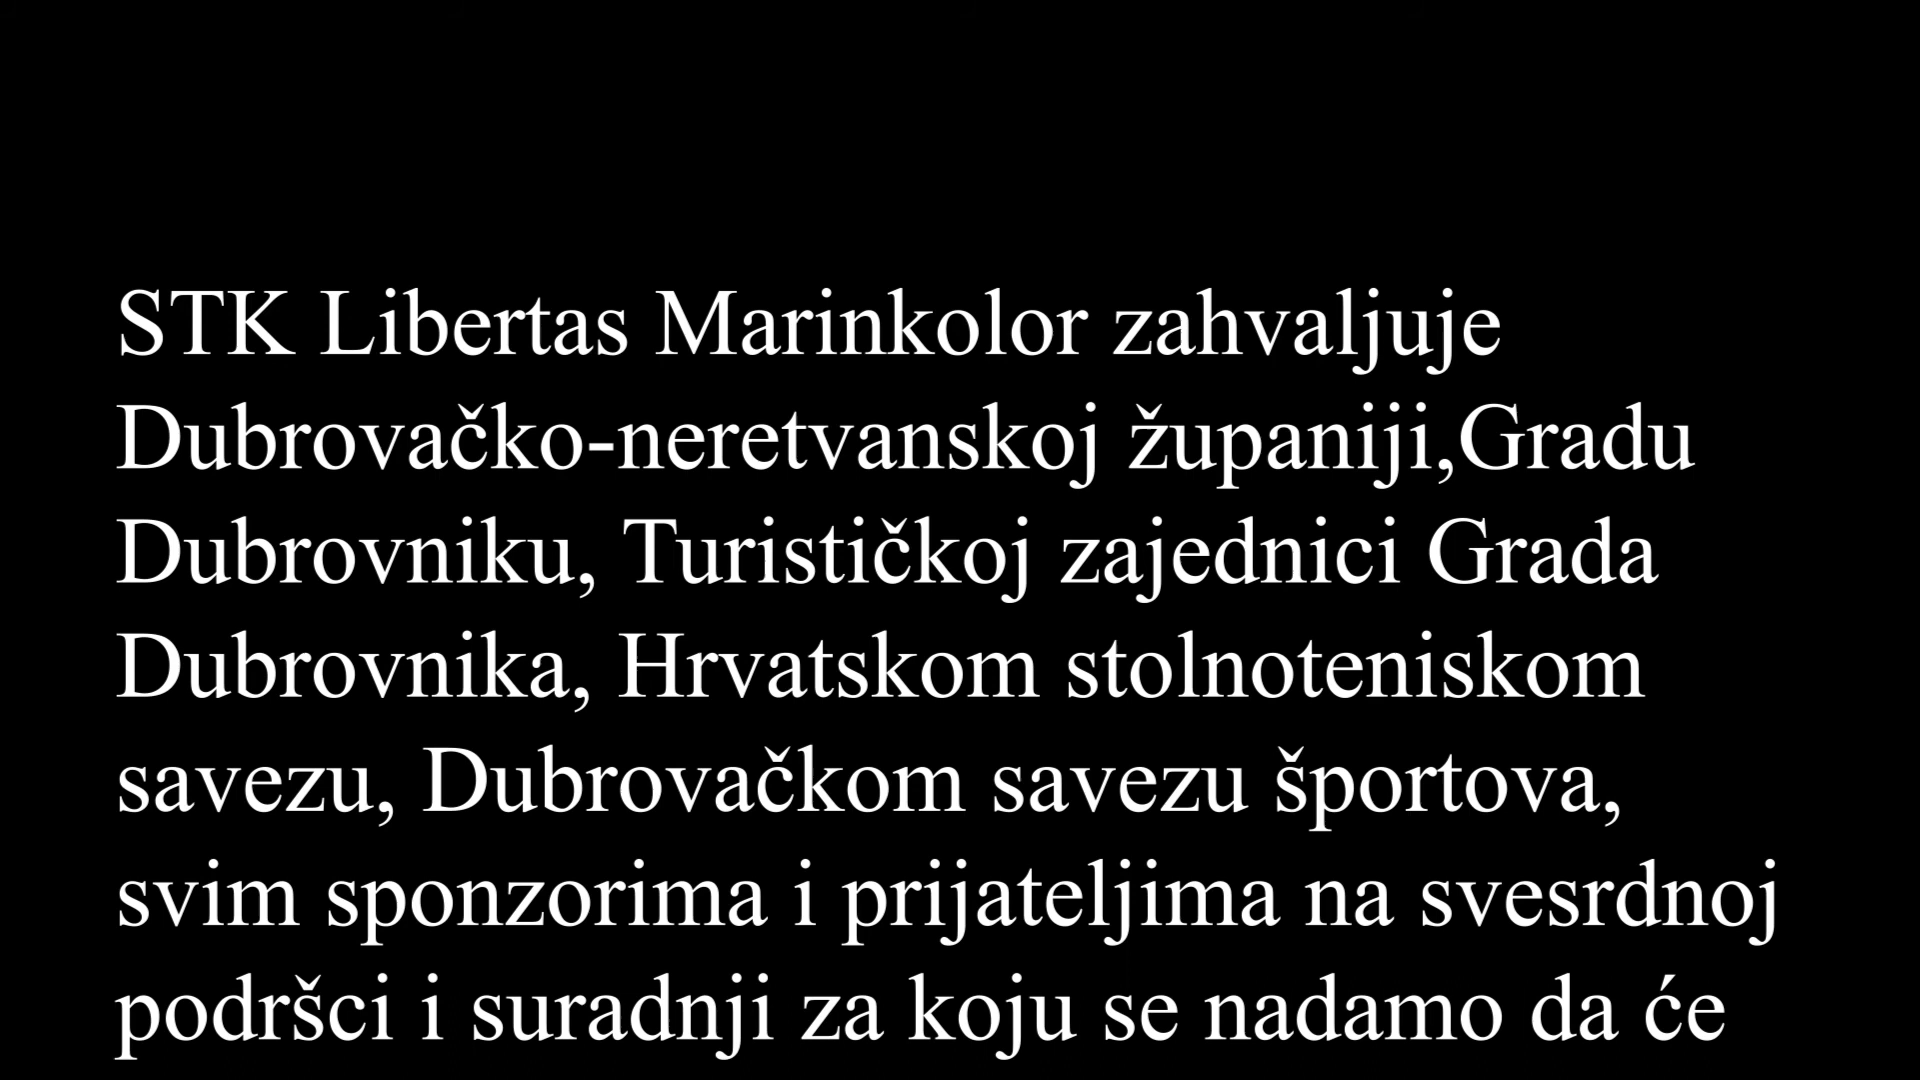 STK Libertas Marinkolor zahvaljuje
Dubrovačko-neretvanskoj županiji,Gradu
Dubrovniku, Turističkoj zajednici Grada
Dubrovnika, Hrvatskom stolnoteniskom
savezu, Dubrovačkom savezu športova,
svim sponzorima i prijateljima na svesrdnoj
podršci i suradnji za koju se nadamo da će